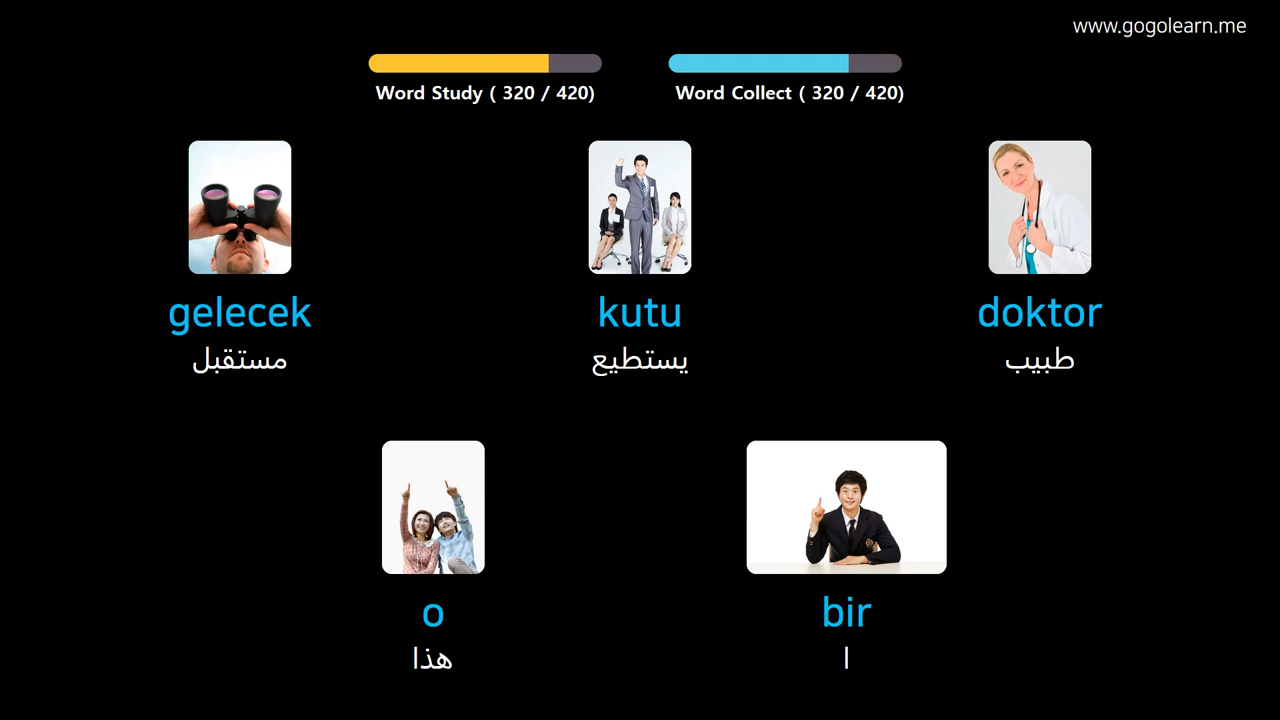 www.gogolearn.me
Word Study ( 320 / 420)
Word Collect ( 320 / 420)
gelecek
مستقبل
kutu
يستطيع
doktor
طبيب
o
هذا
bir
ا